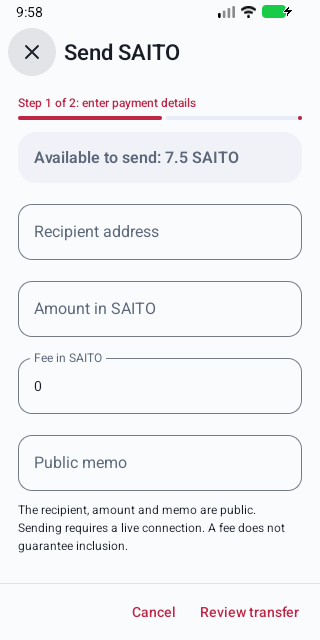 9:58
Send SAITO
Step 1 of 2: enter payment details
Available to send: 7.5 SAITO
Recipient address
Amount in SAITO
Fee in SAITO
0
Public memo
The recipient, amount and memo are public.
Sending requires a live connection. A fee does not
guarantee inclusion.
Cancel
Review transfer